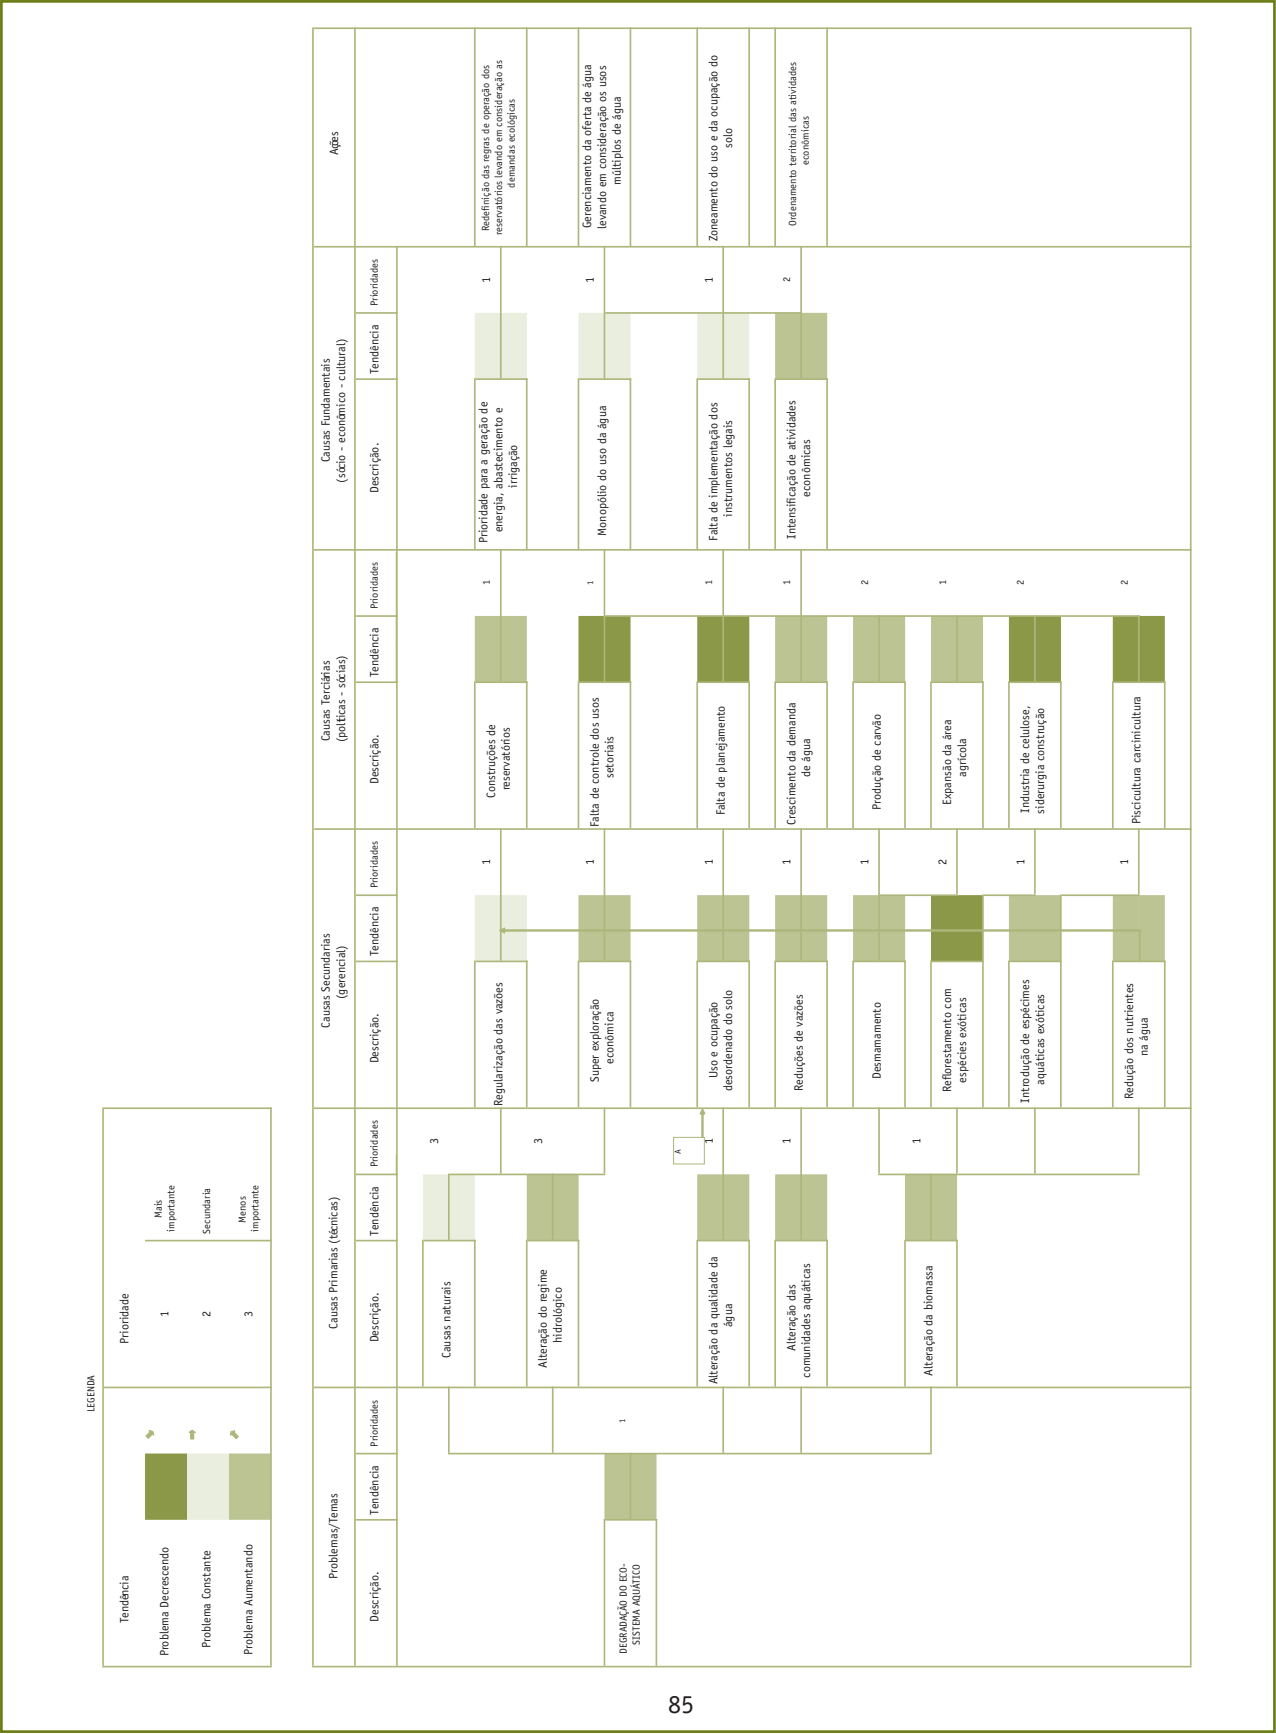 LEGENDA
Tendência
Prioridade
Problema Decrescendo
1
Mais
importante
Problema Constante
2
Secundaria
Problema Aumentando
3
Menos
importante
Problemas/Temas
Causas Primarias (técnicas)
Causas Secundarias
(gerencial)
Causas Terciárias
(políticas - sócias)
Causas Fundamentais
(sócio - econômico - cultural)
Ações
Descrição.
Tendência
Prioridades
Descrição.
Tendência
Prioridades
Descrição.
Tendência
Prioridades
Descrição.
Tendência
Prioridades
Descrição.
Tendência
Prioridades
DEGRADAÇÃO DO ECO-
SISTEMA AQUÁTICO
1
Causas naturais
3
Alteração do regime
hidrológico
3
A
Alteração da qualidade da
água
1
Alteração das
comunidades aquáticas
1
Alteração da biomassa
1
Regularização das vazões
1
Super exploração
econômica
1
Uso e ocupação
desordenado do solo
1
Reduções de vazões
1
Desmamamento
1
Reflorestamento com
espécies exóticas
2
Introdução de espécimes
aquáticas exóticas
1
Redução dos nutrientes
na água
1
Construções de
reservatórios
1
Falta de controle dos usos
setoriais
1
Falta de planejamento
1
Crescimento da demanda
de água
1
Produção de carvão
2
Expansão da área
agrícola
1
Industria de celulose,
siderurgia construção
2
Piscicultura carcinicultura
2
Prioridade para a geração de
energia, abastecimento e
irrigação
1
Monopólio do uso da água
1
Falta de implementação dos
instrumentos legais
1
Intensificação de atividades
econômicas
2
Redefinição das regras de operação dos
reservatórios levando em consideração as
demandas ecológicas
Gerenciamento da oferta de água
levando em consideração os usos
múltiplos de água
Zoneamento do uso e da ocupação do
solo
Ordenamento territorial das atividades
econômicas
85